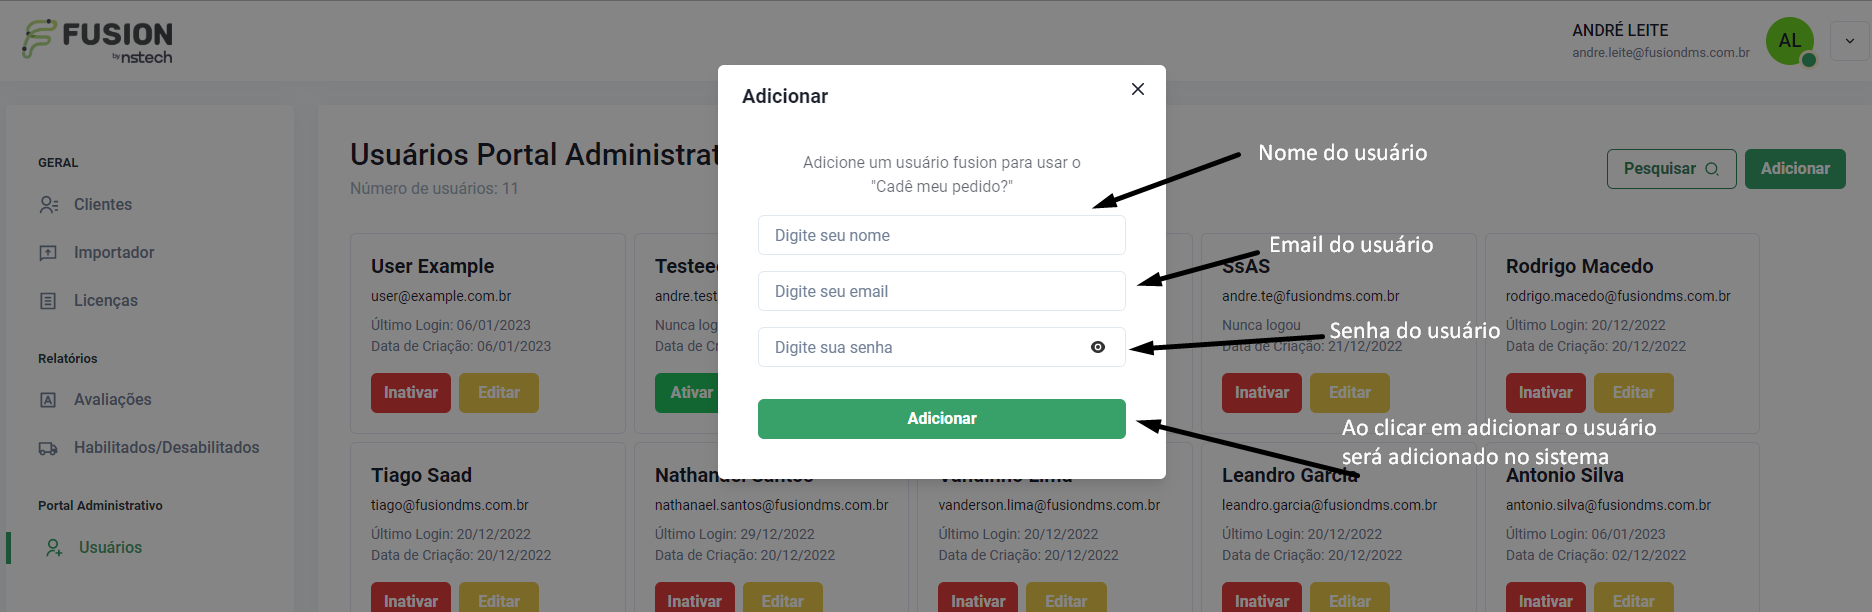 FUSION
by nstech
ANDRÉ LEITE
andre.leite@fusiondms.com.br
AL
GERAL
Clientes
Importador
Licenças
Relatórios
Avaliações
Habilitados/Desabilitados
Portal Administrativo
Usuários
Usuários Portal Administrat
Número de usuários: 11
Pesquisar
Adicionar
Adicionar
Adicione um usuário fusion para usar o
"Cadê meu pedido?"
Digite seu nome
Digite seu email
Digite sua senha
Adicionar
Nome do usuário
Email do usuário
Senha do usuário
Ao clicar em adicionar o usuário
será adicionado no sistema
User Example
user@example.com.br
Último Login: 06/01/2023
Data de Criação: 06/01/2023
Inativar
Editar
Testee
andre.test
Nunca log
Data de C
Ativar
SsAS
andre.te@fusiondms.com.br
Nunca logou
Data de Criação: 21/12/2022
Inativar
Editar
Rodrigo Macedo
rodrigo.macedo@fusiondms.com.br
Último Login: 20/12/2022
Data de Criação: 20/12/2022
Inativar
Editar
Tiago Saad
tiago@fusiondms.com.br
Último Login: 20/12/2022
Data de Criação: 20/12/2022
Inativar
Editar
Nathanael Santos
nathanael.santos@fusiondms.com.br
Último Login: 29/12/2022
Data de Criação: 20/12/2022
Inativar
Editar
Lima
vanderson.lima@fusiondms.com.br
Último Login: 20/12/2022
Data de Criação: 20/12/2022
Inativar
Editar
Leandro Garcia
leandro.garcia@fusiondms.com.br
Último Login: 20/12/2022
Data de Criação: 20/12/2022
Inativar
Editar
Antonio Silva
antonio.silva@fusiondms.com.br
Último Login: 06/01/2023
Data de Criação: 02/12/2022
Inativar
Editar